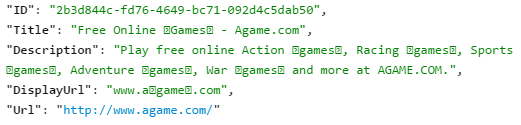 "ID": "2b3d844c-fd76-4649-bc71-092d4c5dab50",
"Title": "Free Online Games - Agame.com",
"Description": "Play free online Action games, Racing games, Sports
games, Adventure games, War games and more at AGAME.COM.",
"DisplayUrl": "www.agame.com",
"Url": "http://www.agame.com/"